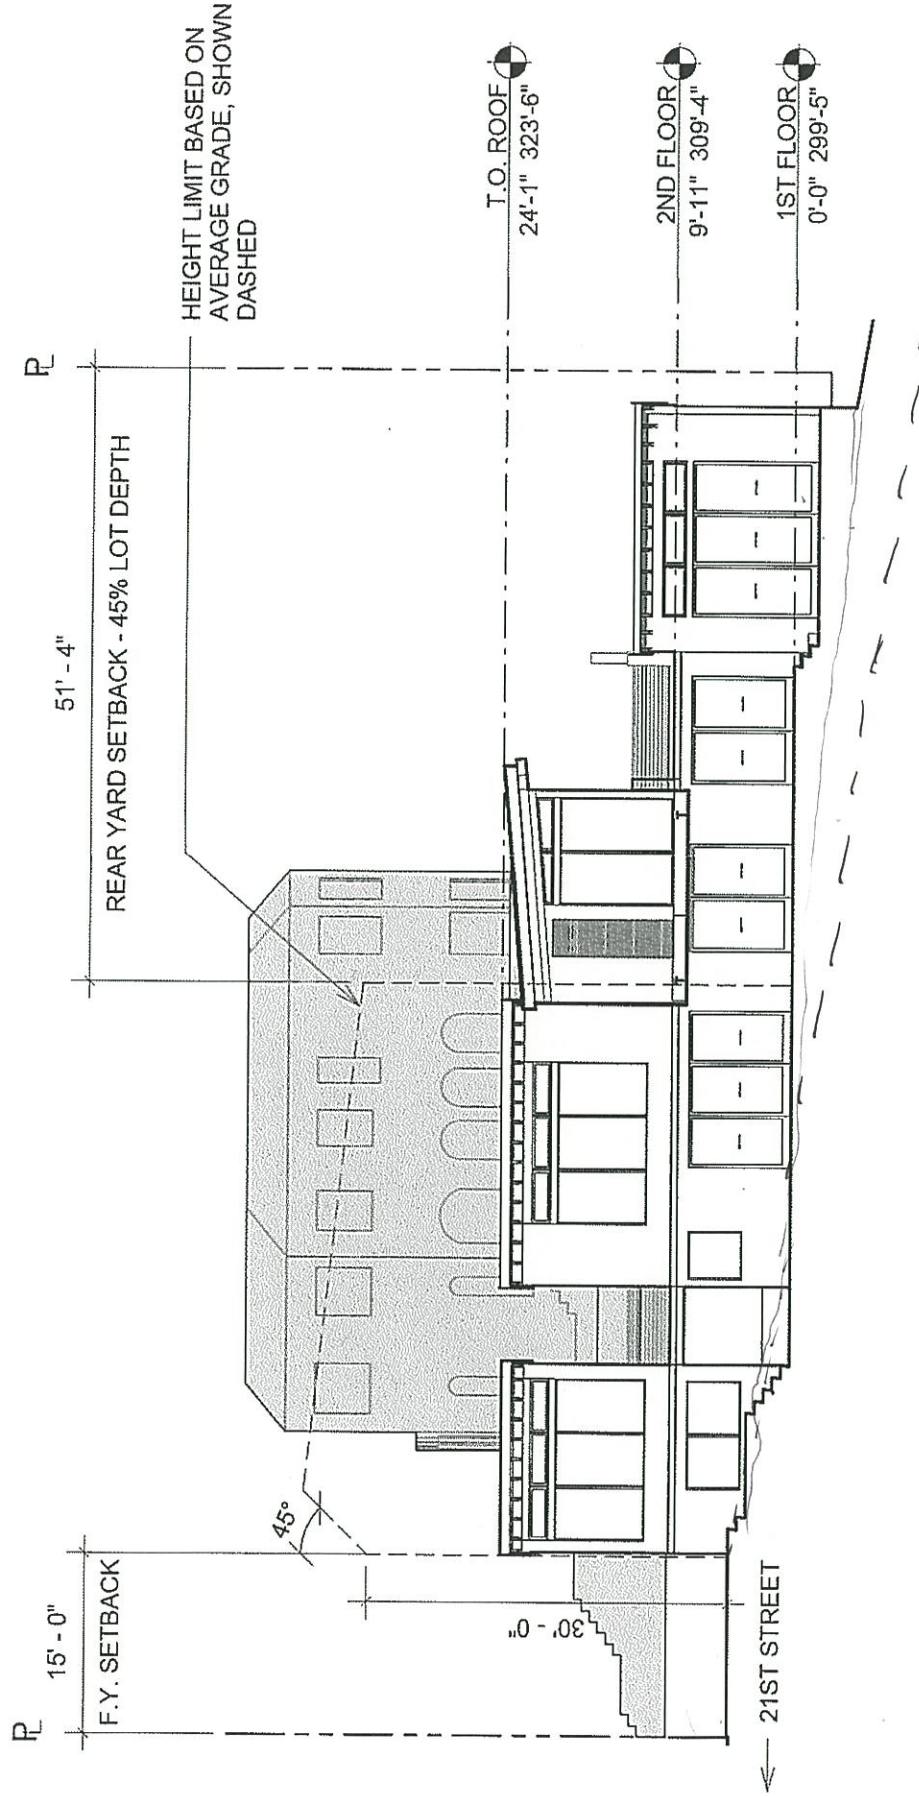 ℄
15' - 0"
F.Y. SETBACK
45°
30' - 0"
21ST STREET
51' - 4"
REAR YARD SETBACK - 45% LOT DEPTH
℄
HEIGHT LIMIT BASED ON
AVERAGE GRADE, SHOWN
DASHED
T.O. ROOF
24'-1" 323'-6"
2ND FLOOR
9'-11" 309'-4"
1ST FLOOR
0'-0" 299'-5"